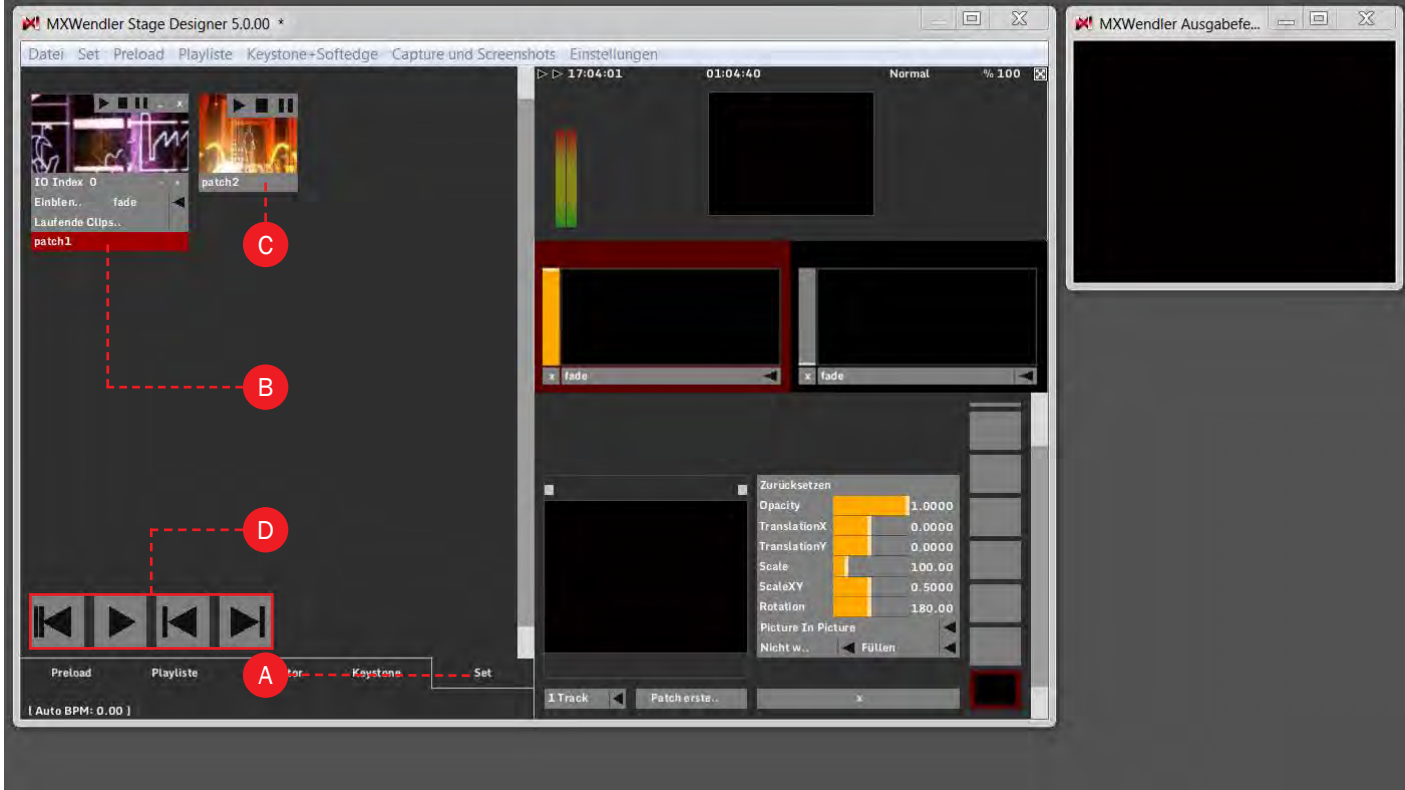 MXWendler Stage Designer 5.0.00 *
MXWendler Ausgabefe...
Datei Set Preload Playliste Keystone+Softedge Capture und Screenshots Einstellungen
17:04:01 01:04:40 Normal % 100
x
IO Index 0
Einblen.. fade
Laufende Clips..
patch1
patch2
C
B
x fade
x fade
Zurücksetzen
Opacity 1.0000
TranslationX 0.0000
TranslationY 0.0000
Scale 100.00
ScaleXY 0.5000
Rotation 180.00
Picture In Picture
Nicht w.. Füllen
D
Preload Playliste A tor Keystone Set
1 Track Patch erste.. x
[ Auto BPM: 0.00 ]